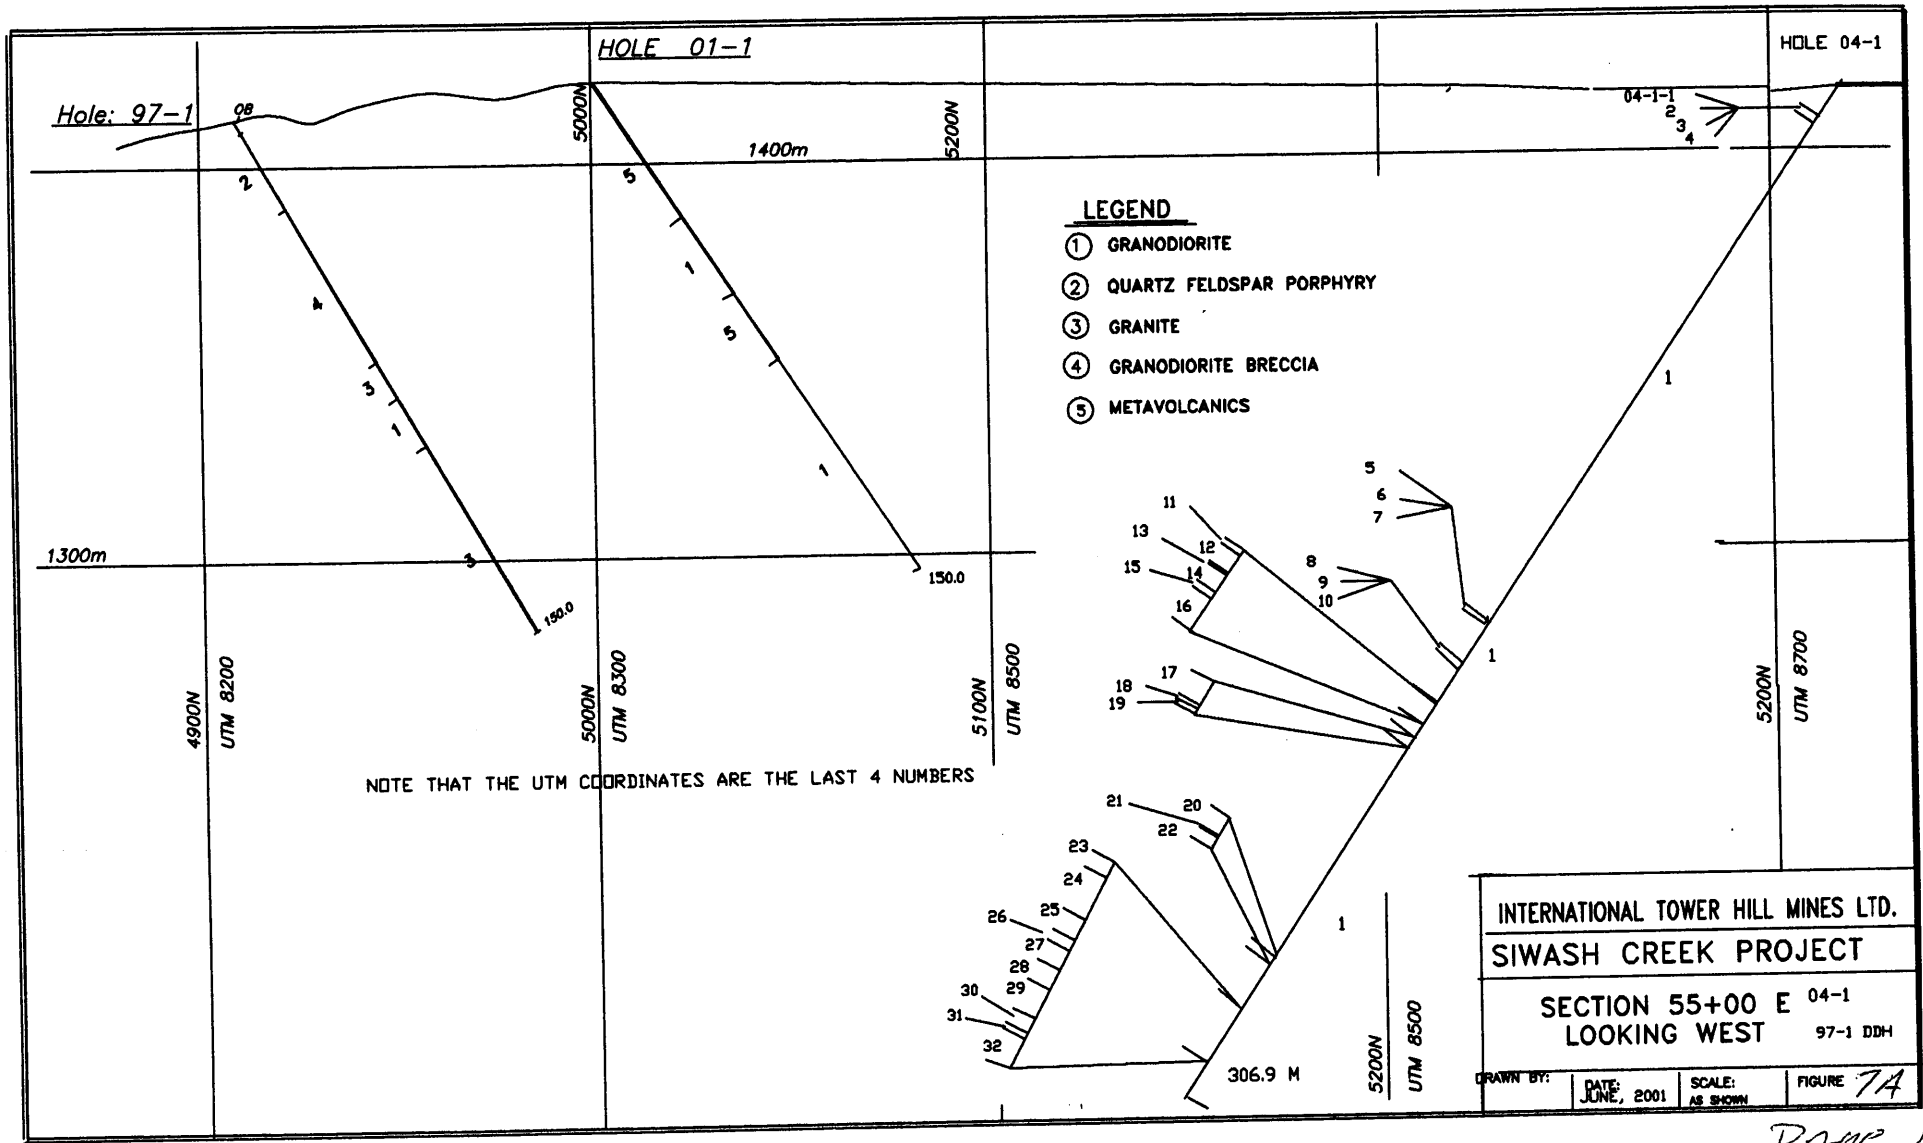 HOLE 01-1
HOLE 04-1
Hole: 97-1
OB
5000N
5200N
04-1-1
2
3
4
1400m
2
5
LEGEND
1 GRANODIORITE
2 QUARTZ FELDSPAR PORPHYRY
3 GRANITE
4 GRANODIORITE BRECCIA
5 METAVOLCANICS
1
4
5
3
1
1
1
1300m
3
150.0
150.0
5
6
7
8
9
10
11
12
13
14
15
16
1
17
18
19
4900N
UTM 8200
5000N
UTM 8300
5100N
UTM 8500
5200N
UTM 8700
NOTE THAT THE UTM COORDINATES ARE THE LAST 4 NUMBERS
20
21
22
23
24
25
26
27
28
29
30
31
32
1
306.9 M
5200N
UTM 8500
INTERNATIONAL TOWER HILL MINES LTD.
SIWASH CREEK PROJECT
SECTION 55+00 E 04-1
LOOKING WEST 97-1 DDH
DRAWN BY:
DATE:
JUNE, 2001
SCALE:
AS SHOWN
FIGURE 7A